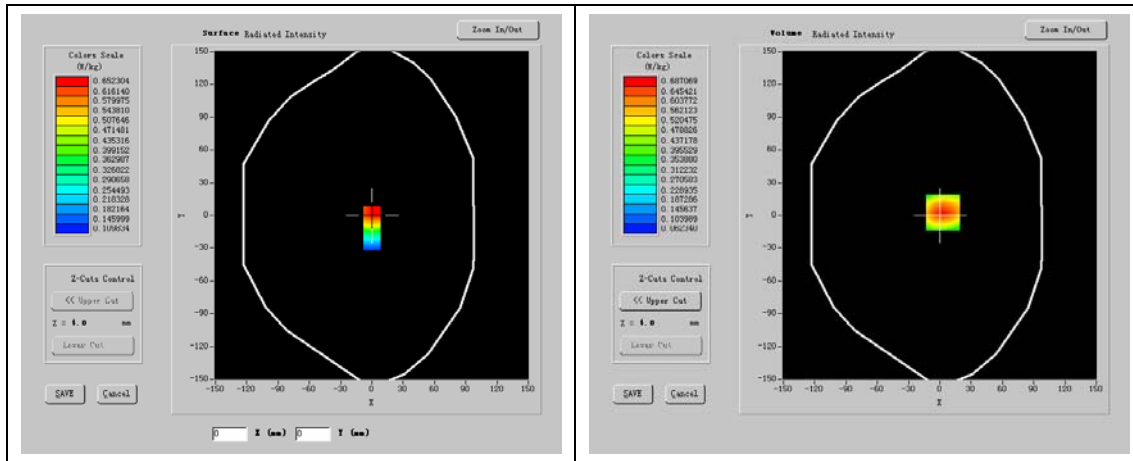 Surface Radiated Intensity
Zoom In/Out
Colors Scale
(W/kg)
0.652304
0.616140
0.579975
0.543810
0.507646
0.471481
0.435316
0.399152
0.362987
0.326822
0.290658
0.254493
0.218328
0.182164
0.145999
0.109834
150
120
90
60
30
0
-30
-60
-90
-120
-150
Y
-150 -120 -90 -60 -30 0 30 60 90 120 150
X
Z-Cuts Control
<< Upper Cut
Z = 4.0 mm
Lower Cut
SAVE Cancel
0 X (mm) 0 Y (mm)
Volume Radiated Intensity
Zoom In/Out
Colors Scale
(W/kg)
0.687069
0.645421
0.603772
0.562123
0.520475
0.478826
0.437178
0.395529
0.353880
0.312232
0.270583
0.228935
0.187286
0.145637
0.103989
0.062340
150
120
90
60
30
0
-30
-60
-90
-120
-150
Y
-150 -120 -90 -60 -30 0 30 60 90 120 150
X
Z-Cuts Control
<< Upper Cut
Z = 4.0 mm
Lower Cut
SAVE Cancel